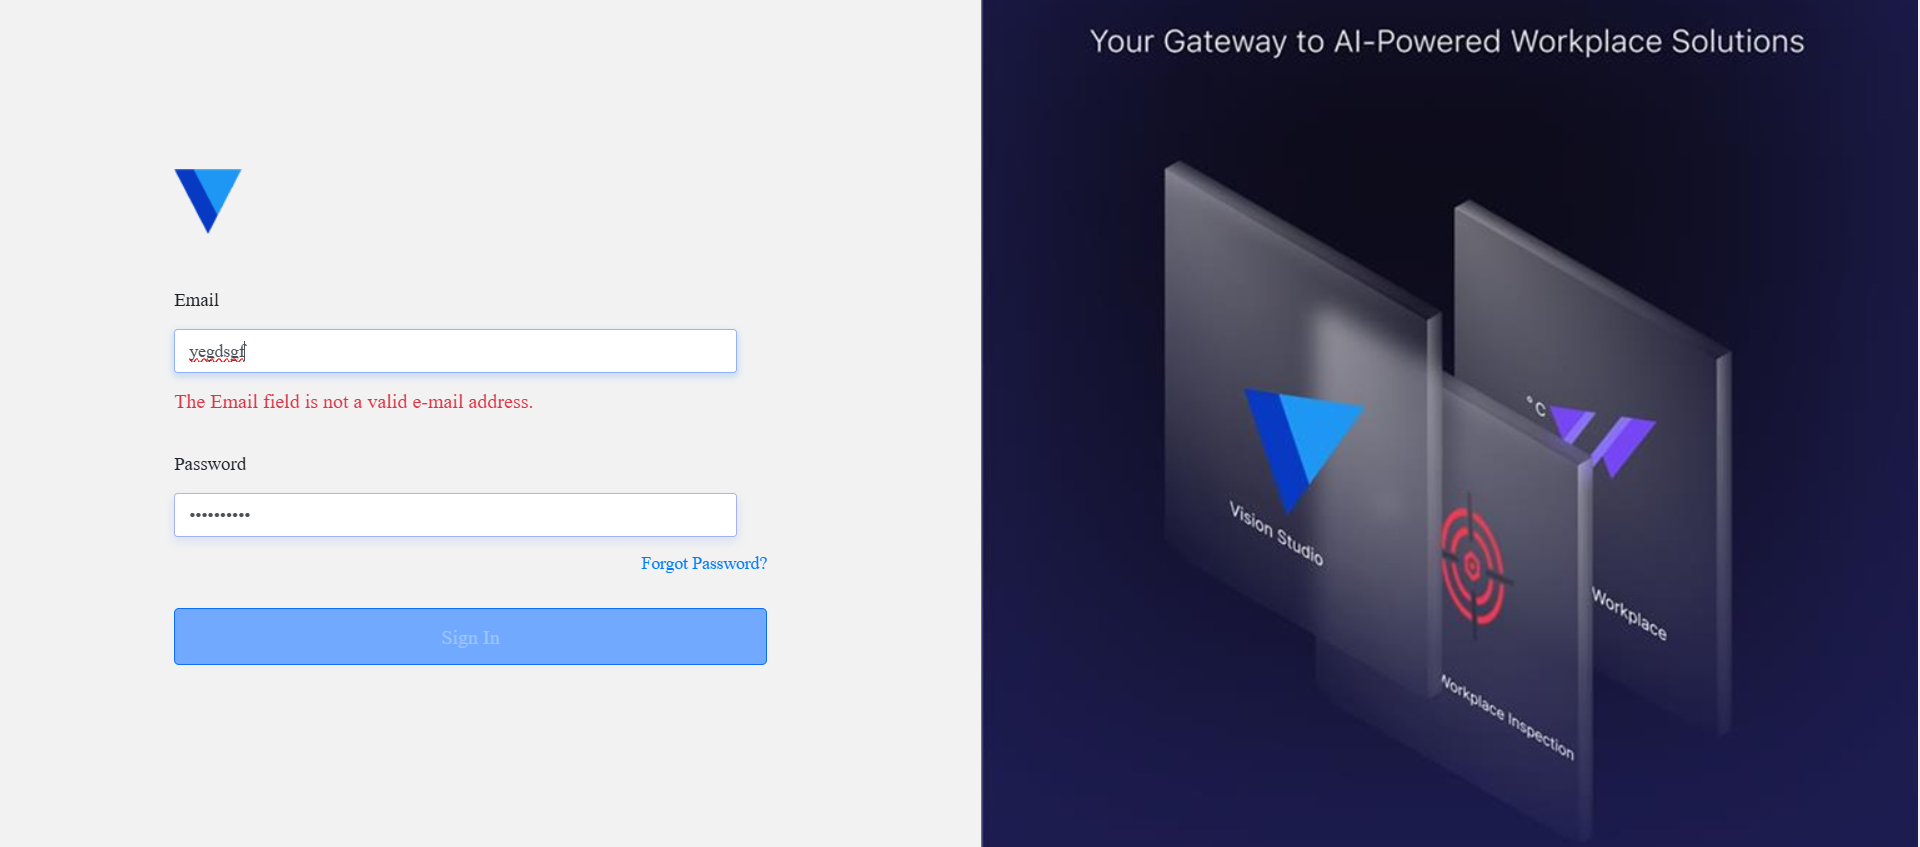 Email
yegdsgf
The Email field is not a valid e-mail address.
Password
••••••••••
Forgot Password?
Sign In
Your Gateway to AI-Powered Workplace Solutions
° C
Vision Studio
Workplace
Workplace Inspection